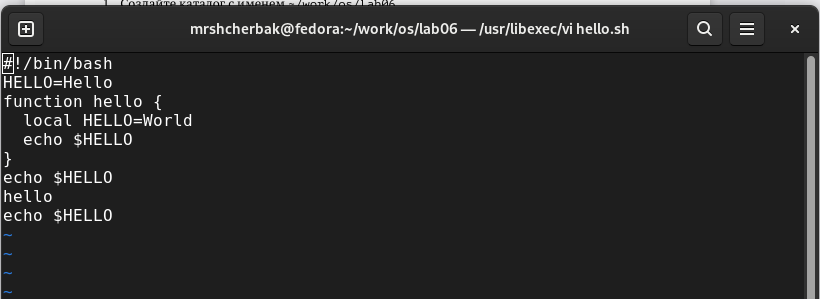 1. Создайте каталог с именем ~/work/os/lab06
mrshcherbak@fedora:~/work/os/lab06 — /usr/libexec/vi hello.sh
#!/bin/bash
HELLO=Hello
function hello {
  local HELLO=World
  echo $HELLO
}
echo $HELLO
hello
echo $HELLO
~
~
~
~